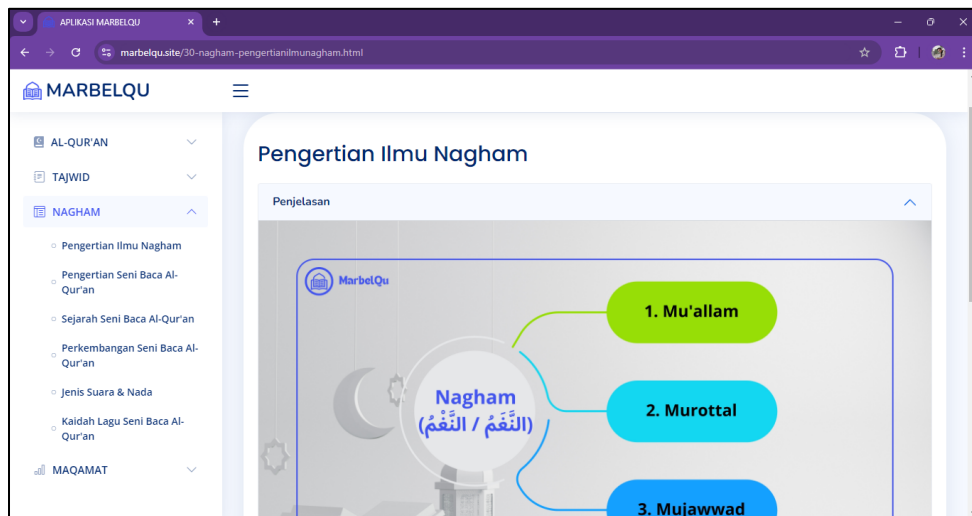 APLIKASI MARBELQU
marbelqu.site/30-nagham-pengertianilmunagham.html
MARBELQU
AL-QUR'AN
TAJWID
NAGHAM
Pengertian Ilmu Nagham
Pengertian Seni Baca Al-
Qur'an
Sejarah Seni Baca Al-Qur'an
Perkembangan Seni Baca Al-
Qur'an
Jenis Suara & Nada
Kaidah Lagu Seni Baca Al-
Qur'an
MAQAMAT
Pengertian Ilmu Nagham
Penjelasan
MarbelQu
Nagham
(النَّغَمُ / النَّغْمُ)
1. Mu'allam
2. Murottal
3. Mujawwad